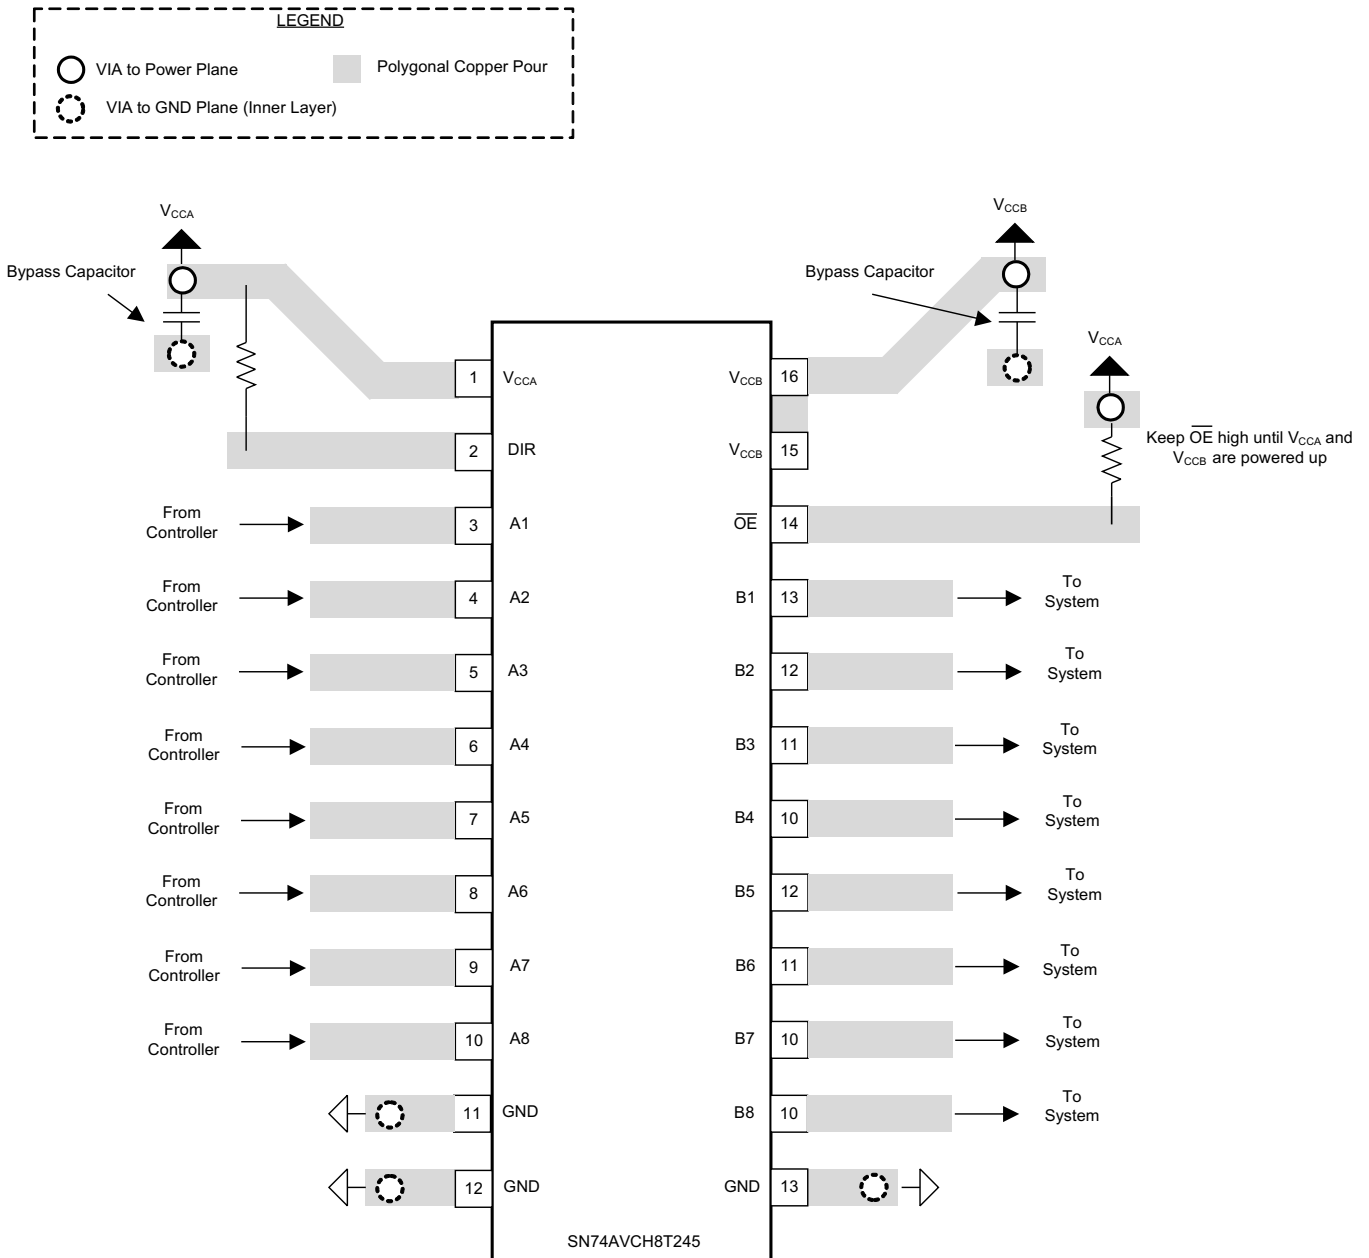 LEGEND
VIA to Power Plane
Polygonal Copper Pour
VIA to GND Plane (Inner Layer)
VCCA
Bypass Capacitor
VCCB
Bypass Capacitor
VCCA
Keep O̅E̅ high until VCCA and
VCCB are powered up
1 VCCA
VCCB 16
2 DIR
VCCB 15
From
Controller
3 A1
O̅E̅ 14
From
Controller
4 A2
B1 13
To
System
From
Controller
5 A3
B2 12
To
System
From
Controller
6 A4
B3 11
To
System
From
Controller
7 A5
B4 10
To
System
From
Controller
8 A6
B5 12
To
System
From
Controller
9 A7
B6 11
To
System
From
Controller
10 A8
B7 10
To
System
11 GND
B8 10
To
System
12 GND
GND 13
SN74AVCH8T245